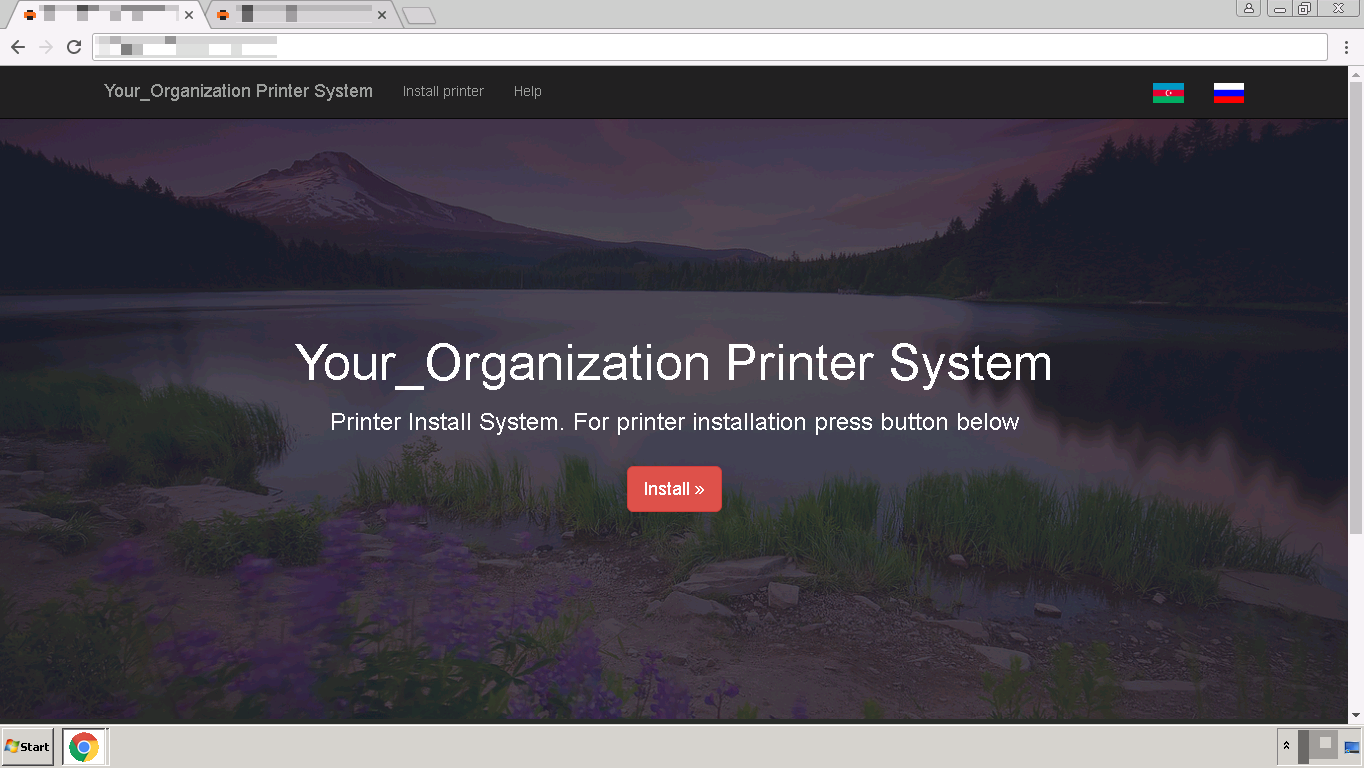 Your_Organization Printer System Install printer Help
Your_Organization Printer System
Printer Install System. For printer installation press button below
Install »
Start